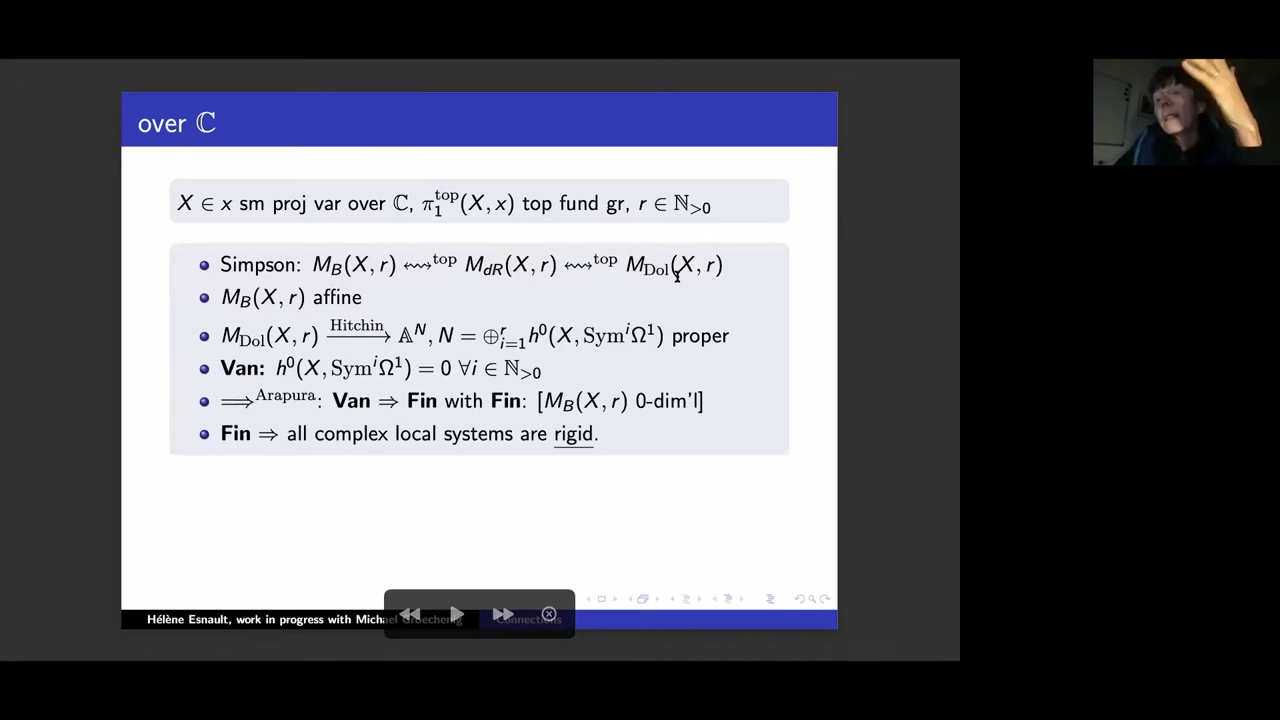 over ℂ
X ∈ x sm proj var over ℂ, π₁^top(X, x) top fund gr, r ∈ ℕ_{>0}
Simpson: M_B(X, r) ↭^top M_dR(X, r) ↭^top M_Dol(X, r)
M_B(X, r) affine
M_Dol(X, r) —Hitchin→ 𝔸^N, N = ⊕_{i=1}^r h⁰(X, Sym^i Ω¹) proper
Van: h⁰(X, Sym^i Ω¹) = 0 ∀i ∈ ℕ_{>0}
⟹^Arapura: Van ⇒ Fin with Fin: [M_B(X, r) 0-dim'l]
Fin ⇒ all complex local systems are rigid.
Hélène Esnault, work in progress with Michael Groechenig Connections